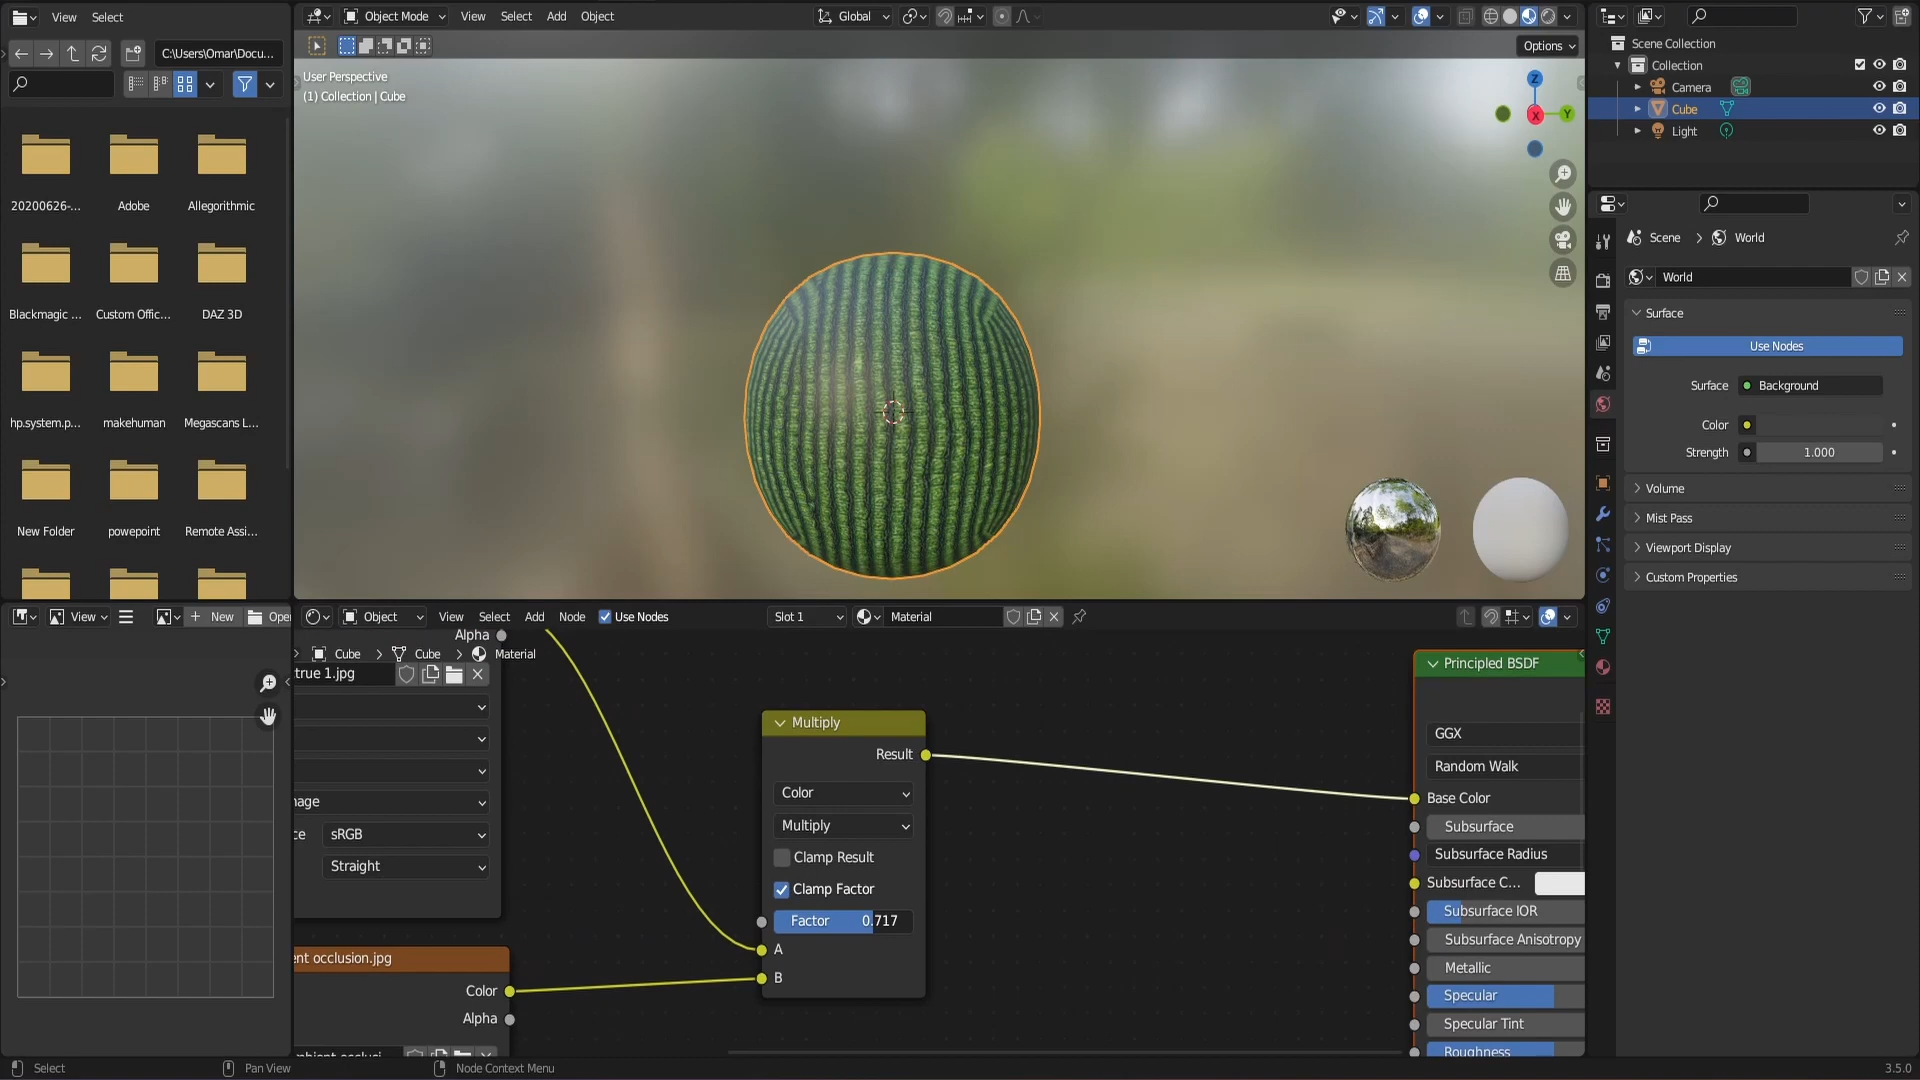 View Select
C:\Users\Omar\Docu...
20200626-... Adobe Allegorithmic
Blackmagic ... Custom Offic... DAZ 3D
hp.system.p... makehuman Megascans L...
New Folder powepoint Remote Assi...
Object Mode View Select Add Object Global
Options
User Perspective
(1) Collection | Cube
Z
X
Y
Scene Collection
Collection
Camera
Cube
Light
Scene > World
World
Surface
Use Nodes
Surface Background
Color
Strength 1.000
Volume
Mist Pass
Viewport Display
Custom Properties
View New Open
Object View Select Add Node Use Nodes Slot 1 Material
Alpha
Cube > Cube > Material
true 1.jpg
sRGB
Straight
ent occlusion.jpg
Color
Alpha
Multiply
Result
Color
Multiply
Clamp Result
Clamp Factor
Factor 0.717
A
B
Principled BSDF
GGX
Random Walk
Base Color
Subsurface
Subsurface Radius
Subsurface C...
Subsurface IOR
Subsurface Anisotropy
Metallic
Specular
Specular Tint
Roughness
Select Pan View Node Context Menu 3.5.0